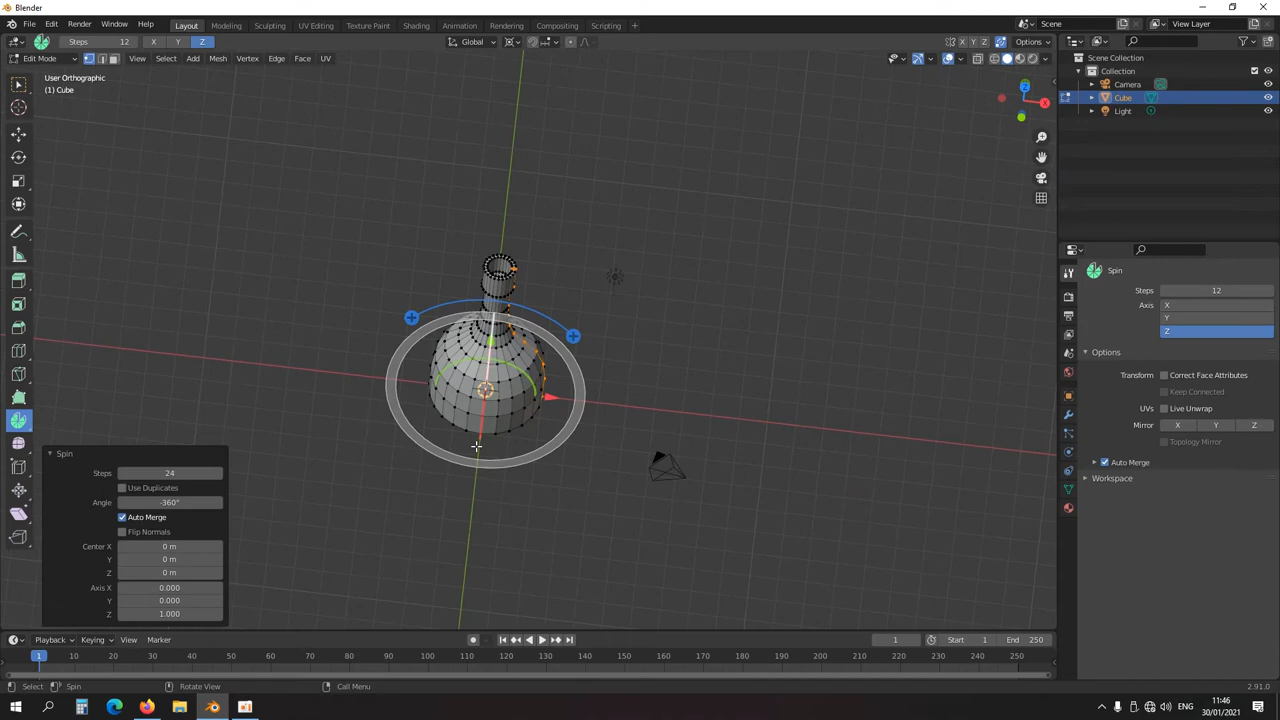 Blender
File Edit Render Window Help Layout Modeling Sculpting UV Editing Texture Paint Shading Animation Rendering Compositing Scripting + Scene View Layer
Steps 12 X Y Z Global X Y Z Options
Edit Mode View Select Add Mesh Vertex Edge Face UV
User Orthographic
(1) Cube
Z
X
Scene Collection
Collection
Camera
Cube
Light
Spin
Steps 12
Axis X
Y
Z
Options
Transform Correct Face Attributes
Keep Connected
UVs Live Unwrap
Mirror X Y Z
Topology Mirror
Auto Merge
Workspace
Spin
Steps 24
Use Duplicates
Angle -360°
Auto Merge
Flip Normals
Center X 0 m
Y 0 m
Z 0 m
Axis X 0.000
Y 0.000
Z 1.000
Playback Keying View Marker 1 Start 1 End 250
1 10 20 30 40 50 60 70 80 90 100 110 120 130 140 150 160 170 180 190 200 210 220 230 240 250
Select Spin Rotate View Call Menu 2.91.0
ENG 11:46
30/01/2021